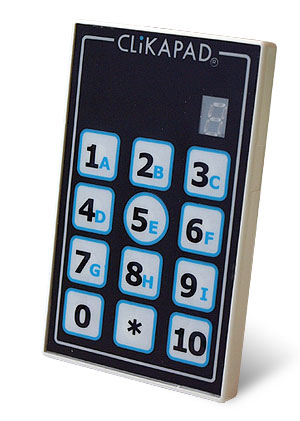 CLiKAPAD®
1A 2B 3C
4D 5E 6F
7G 8H 9I
0 * 10